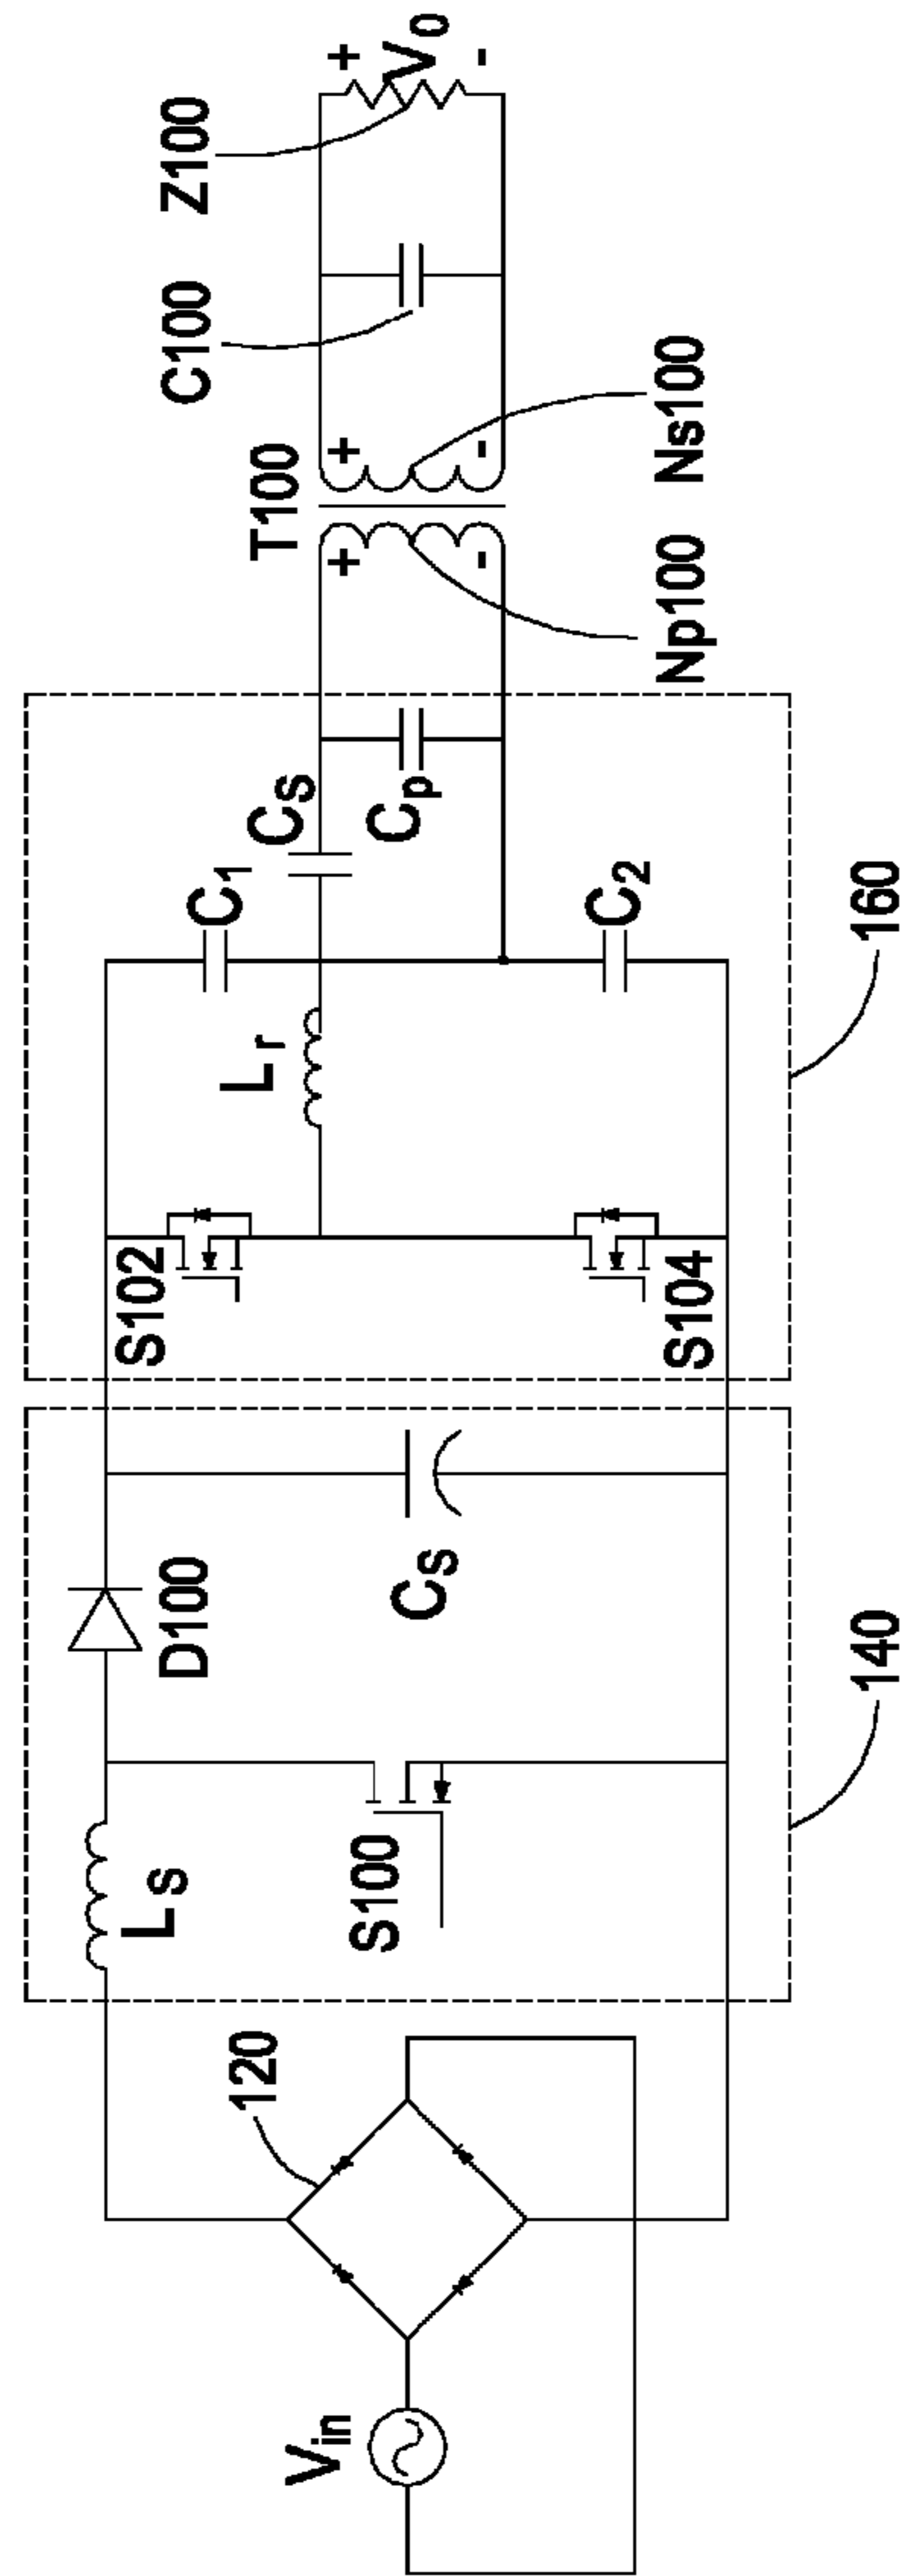 Vin
120
LS
S100
D100
CS
140
S102
S104
Lr
C1
CS
Cp
C2
160
T100
+
-
+
-
Np100
Ns100
C100
Z100
+
VO
-